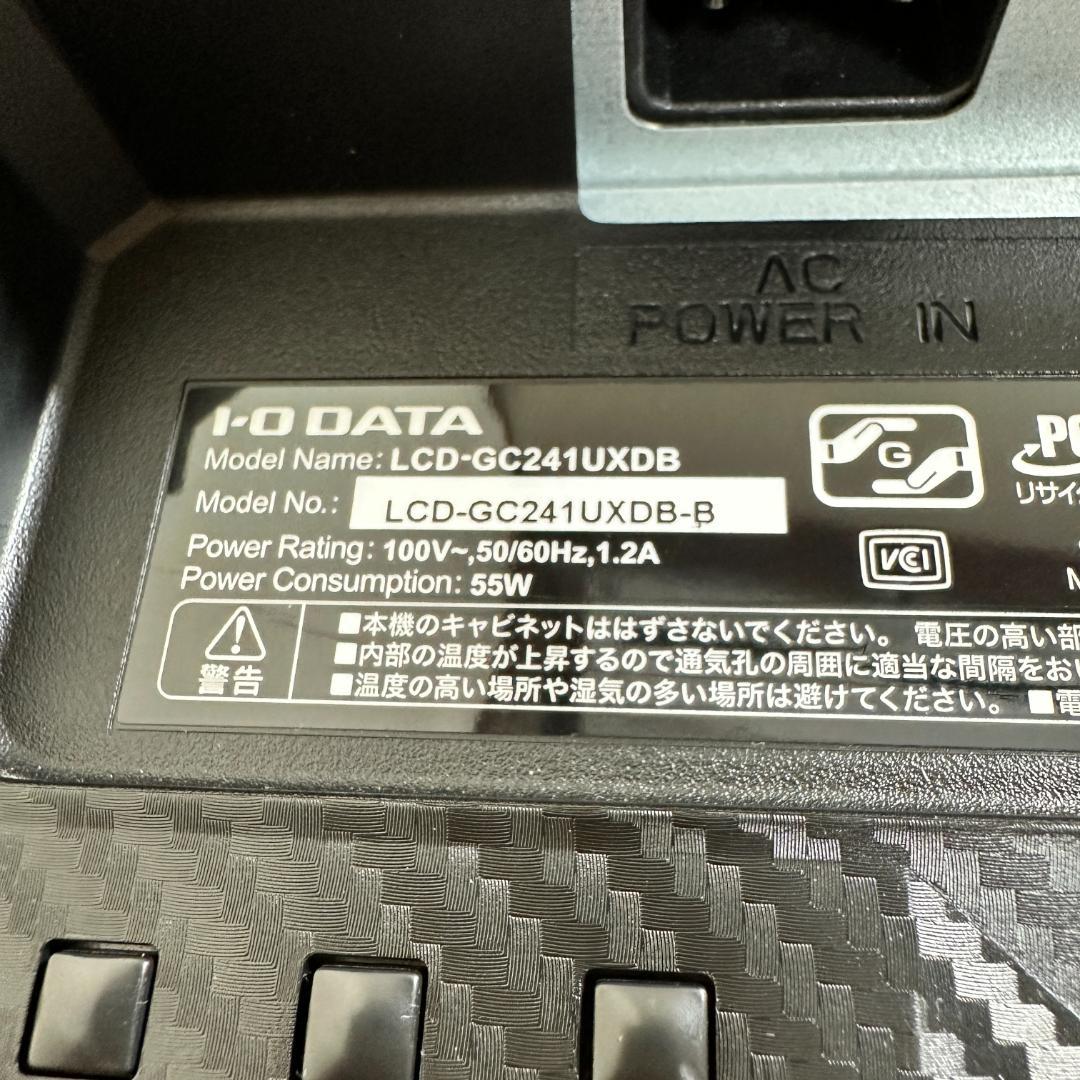 AC
POWER IN
I-O DATA
Model Name: LCD-GC241UXDB
Model No.: LCD-GC241UXDB-B
Power Rating: 100V~,50/60Hz,1.2A
Power Consumption: 55W
G
PC
リサイ
VCI
警告
■本機のキャビネットははずさないでください。 電圧の高い部
■内部の温度が上昇するので通気孔の周囲に適当な間隔をおい
■温度の高い場所や湿気の多い場所は避けてください。 ■電